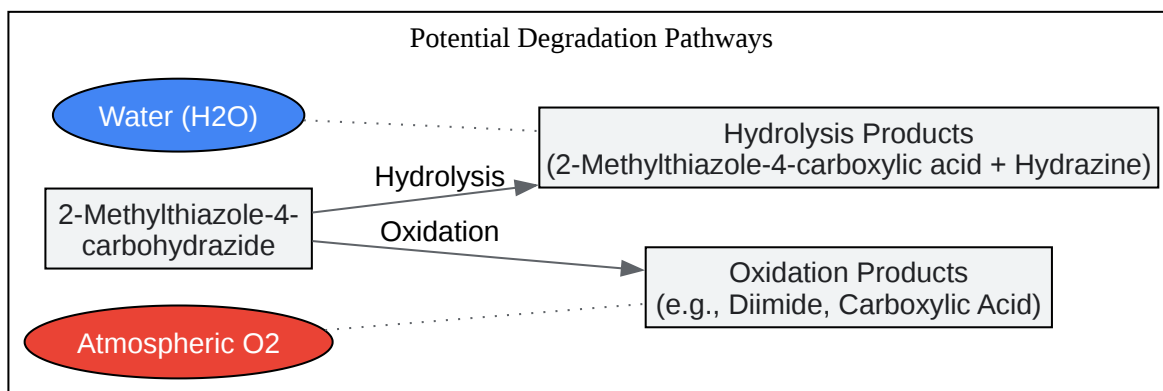 Potential Degradation Pathways
Water (H2O)
Hydrolysis Products
(2-Methylthiazole-4-carboxylic acid + Hydrazine)
Hydrolysis
2-Methylthiazole-4-
carbohydrazide
Oxidation
Oxidation Products
(e.g., Diimide, Carboxylic Acid)
Atmospheric O2